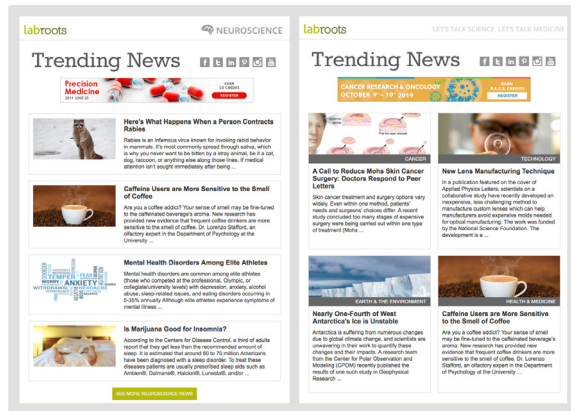 labroots
NEUROSCIENCE
Trending News
Precision
Medicine
2019 JUNE 20
EARN
CE CREDITS
REGISTER
Here's What Happens When a Person Contracts
Rabies
Rabies is an infamous virus known for invoking rabid behavior
in mammals. It's most commonly spread through saliva, which
is why you never want to be bitten by a stray animal, be it a cat,
dog, raccoon, or anything else along those lines. If medical
attention isn't sought immediately after being ...
Caffeine Users are More Sensitive to the Smell
of Coffee
Are you a coffee addict? Your sense of smell may be fine-tuned
to the caffeinated beverage's aroma. New research has
provided new evidence that frequent coffee drinkers are more
sensitive to the smell of coffee. Dr. Lorenzo Stafford, an
olfactory expert in the Department of Psychology at the
University ...
TEMPER
FEAR
WORRY
ANXIETY
WITHDRAWAL
HEADACHE
Mental Health Disorders Among Elite Athletes
Mental health disorders are common among elite athletes
(those who competed at the professional, Olympic, or
collegiate/university levels) with depression, anxiety, alcohol
abuse, sleep-related issues, and eating disorders occurring in
5-35% annually Although elite athletes experience symptoms of
mental illness ...
Is Marijuana Good for Insomnia?
According to the Centers for Disease Control, a third of adults
report that they get less than the recommended amount of
sleep. It is estimated that around 50 to 70 million Americans
have been diagnosed with a sleep disorder. To treat these
diseases patients are usually prescribed sleep aids such as
Ambien®, Dalmane®, Halcion®, Lunesta®, and/or ...
SEE MORE NEUROSCIENCE NEWS
labroots
LET'S TALK SCIENCE, LET'S TALK MEDICINE
Trending News
CANCER RESEARCH & ONCOLOGY
OCTOBER 9 - 10 2019
EARN
P.A.C.E. CREDITS
REGISTER
CANCER
A Call to Reduce Mohs Skin Cancer
Surgery: Doctors Respond to Peer
Letters
Skin cancer treatment and surgery options vary
widely. Even within one method, patients'
needs and surgeons' choices differ. A recent
study concluded too many stages of expensive
surgery were being carried out within one type
of treatment (Mohs ...
TECHNOLOGY
New Lens Manufacturing Technique
In a publication featured on the cover of
Applied Physics Letters, scientists on a
collaborative study have recently developed an
inexpensive, less challenging method to
manufacture custom lenses which can help
manufacturers avoid expensive molds needed
for optical manufacturing. The work was funded
by the National Science Foundation. The
development is a ...
EARTH & THE ENVIRONMENT
Nearly One-Fourth of West
Antarctica's Ice is Unstable
Antarctica is suffering from numerous changes
due to global climate change, and scientists are
unwavering in their work to quantify these
changes and their impacts. A research team
from the Center for Polar Observation and
Modeling (CPOM) recently published the
results of one such study in Geophysical
Research ...
HEALTH & MEDICINE
Caffeine Users are More Sensitive
to the Smell of Coffee
Are you a coffee addict? Your sense of smell
may be fine-tuned to the caffeinated beverage's
aroma. New research has provided new
evidence that frequent coffee drinkers are more
sensitive to the smell of coffee. Dr. Lorenzo
Stafford, an olfactory expert in the Department
of Psychology at the University ...